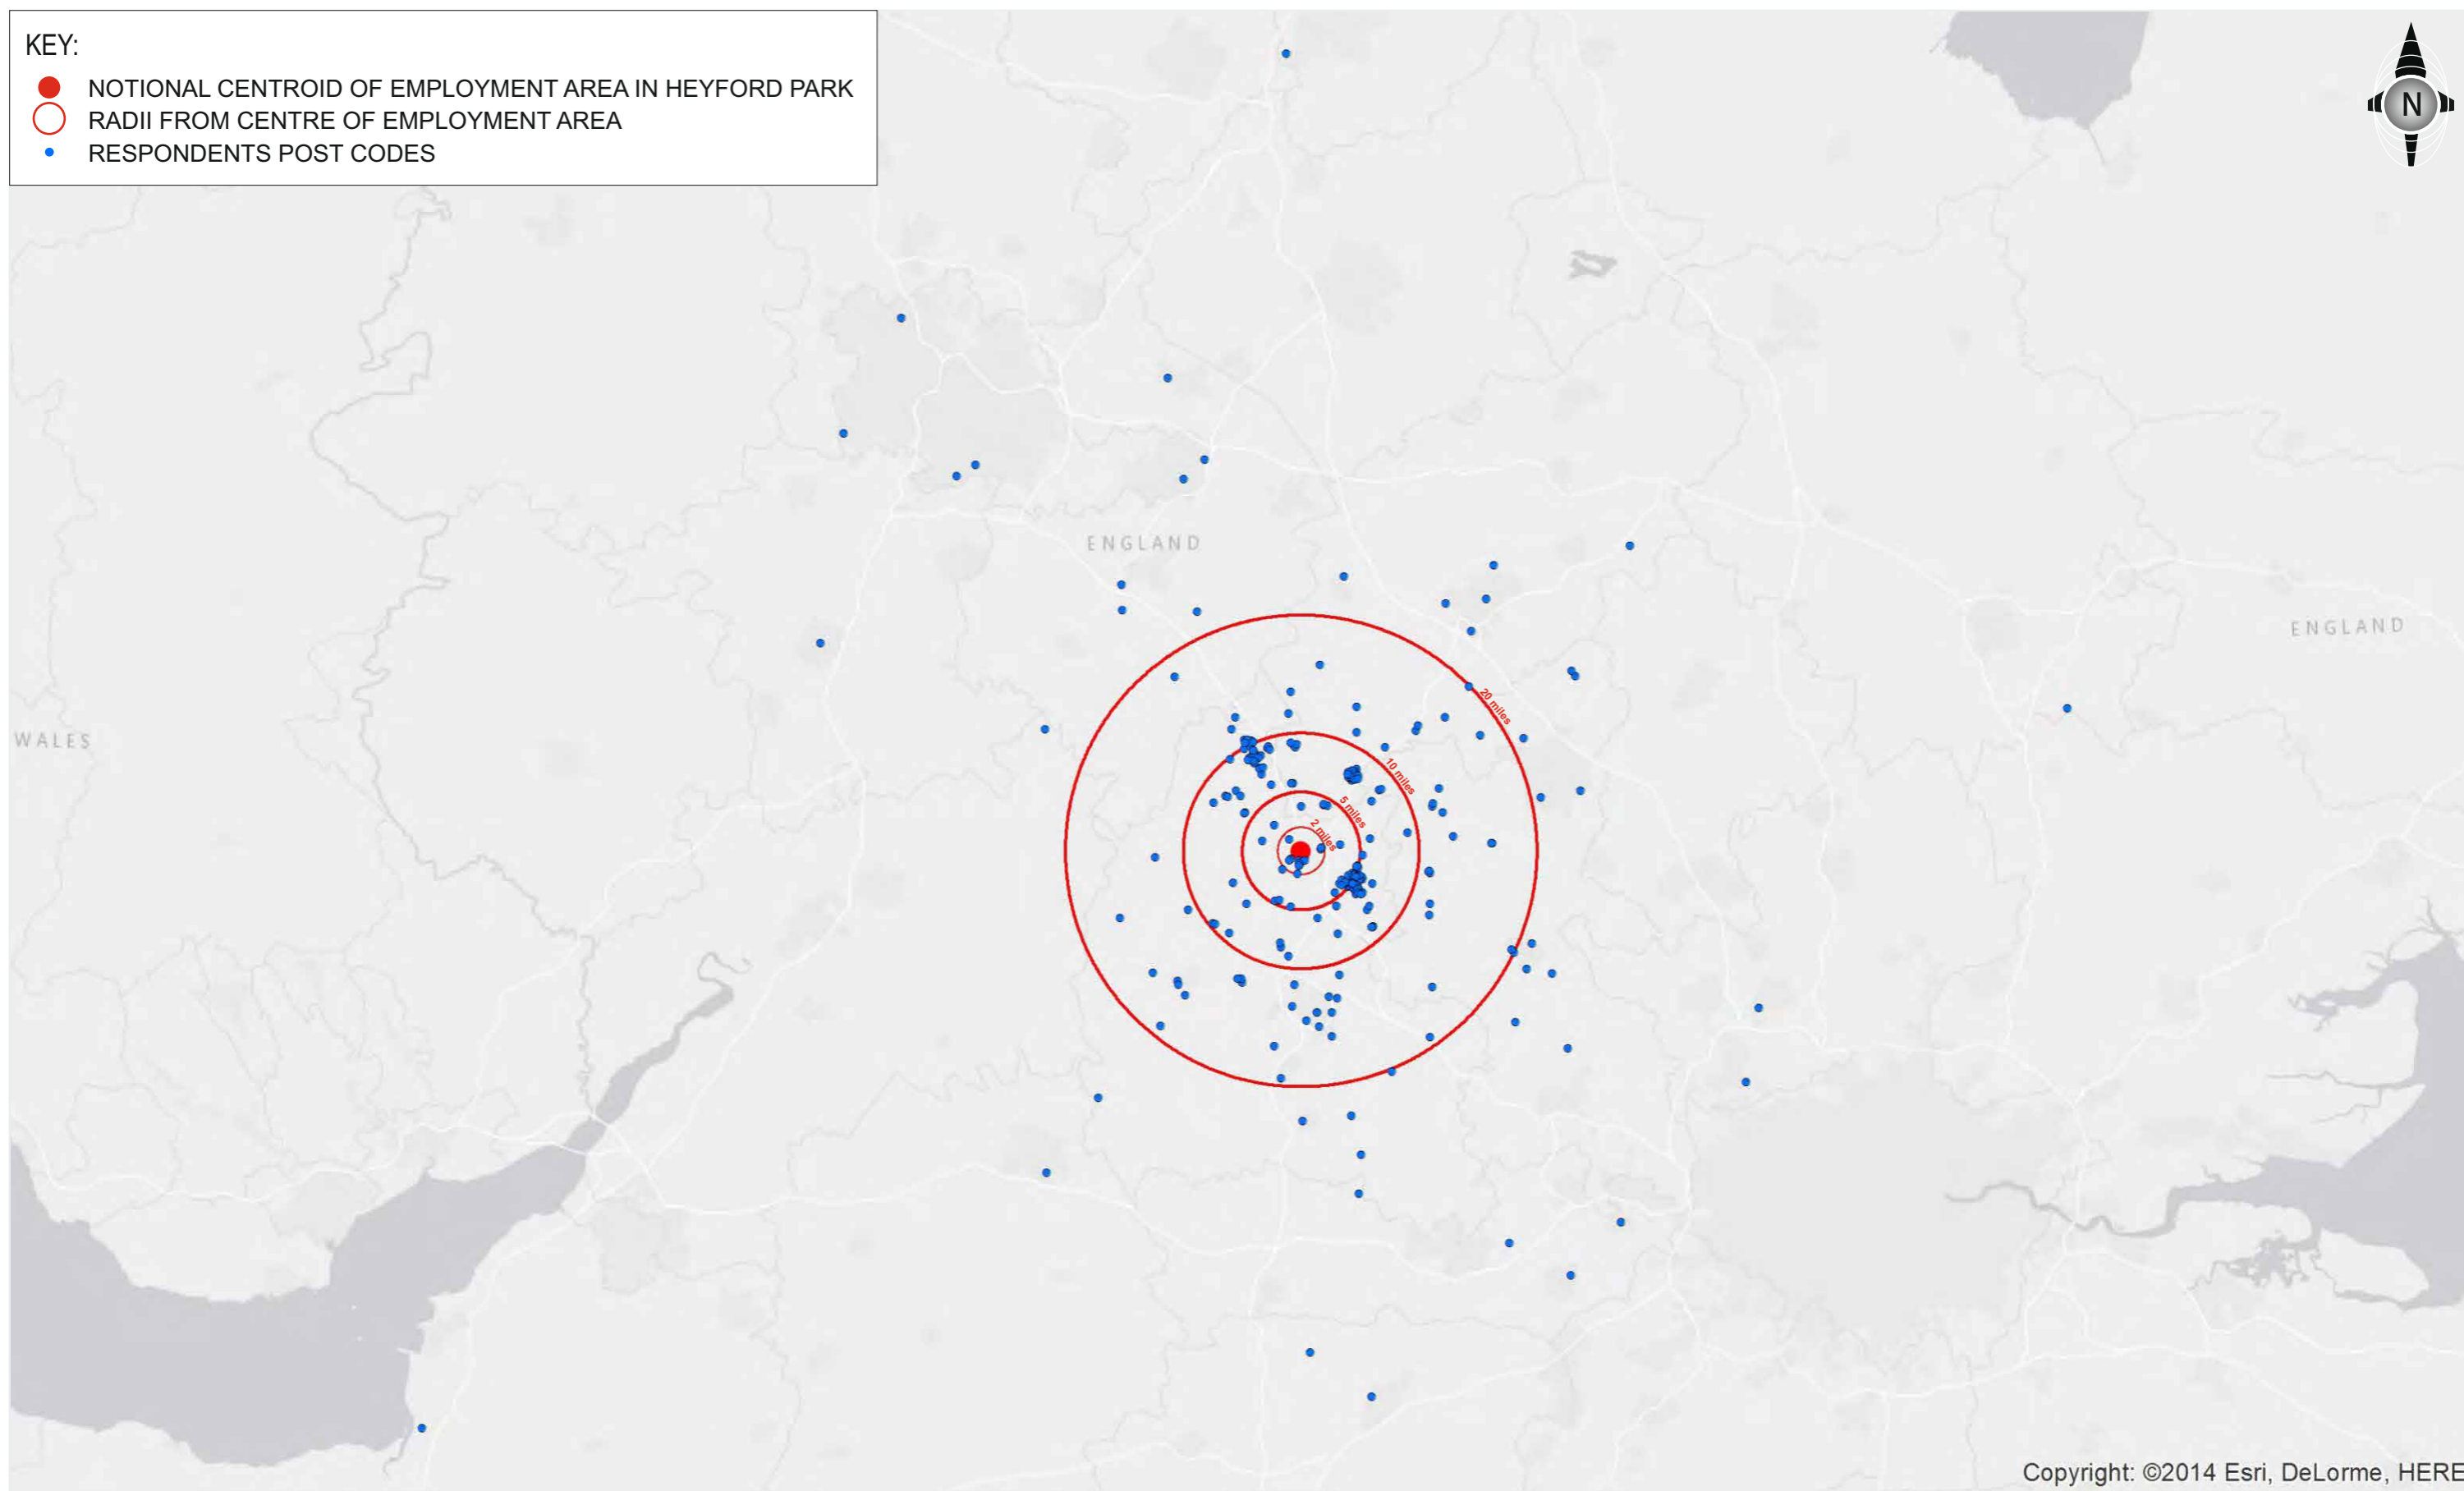 KEY:
NOTIONAL CENTROID OF EMPLOYMENT AREA IN HEYFORD PARK
RADII FROM CENTRE OF EMPLOYMENT AREA
RESPONDENTS POST CODES
N
ENGLAND
ENGLAND
WALES
20 miles
10 miles
5 miles
2 miles
Copyright: ©2014 Esri, DeLorme, HERE